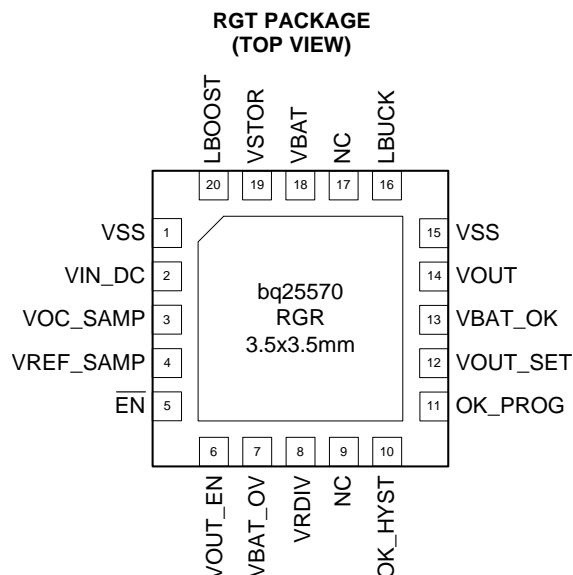 RGT PACKAGE
(TOP VIEW)
LBOOST
VSTOR
VBAT
NC
LBUCK
20
19
18
17
16
VSS
1
15
VSS
VIN_DC
2
14
VOUT
VOC_SAMP
3
13
VBAT_OK
VREF_SAMP
4
12
VOUT_SET
EN
5
11
OK_PROG
bq25570
RGR
3.5x3.5mm
6
7
8
9
10
VOUT_EN
VBAT_OV
VRDIV
NC
OK_HYST